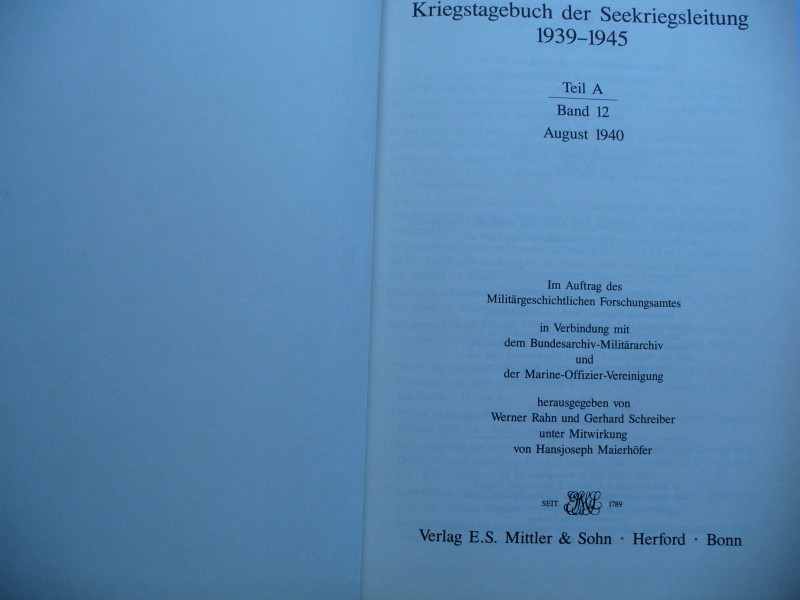 Kriegstagebuch der Seekriegsleitung
1939–1945
Teil A
Band 12
August 1940
Im Auftrag des
Militärgeschichtlichen Forschungsamtes
in Verbindung mit
dem Bundesarchiv-Militärarchiv
und
der Marine-Offizier-Vereinigung
herausgegeben von
Werner Rahn und Gerhard Schreiber
unter Mitwirkung
von Hansjoseph Maierhöfer
SEIT 1789
Verlag E.S. Mittler & Sohn · Herford · Bonn